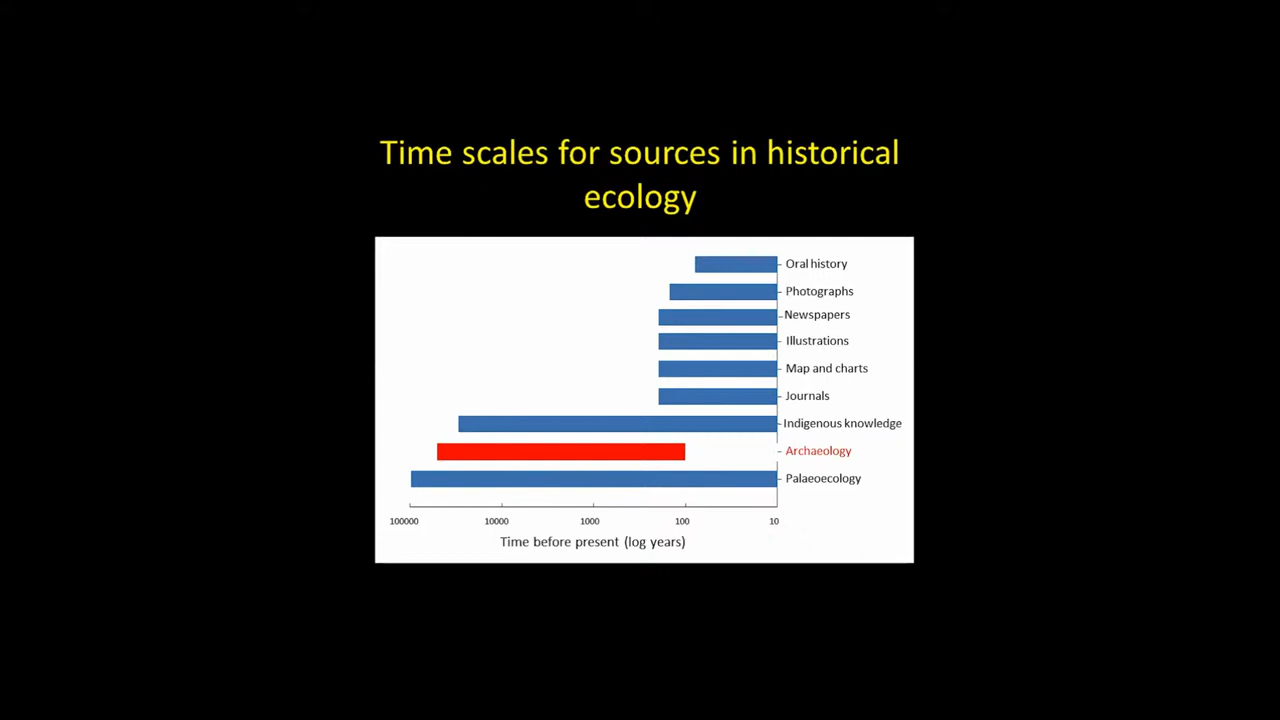 Time scales for sources in historical
ecology
Oral history
Photographs
Newspapers
Illustrations
Map and charts
Journals
Indigenous knowledge
Archaeology
Palaeoecology
100000 10000 1000 100 10
Time before present (log years)